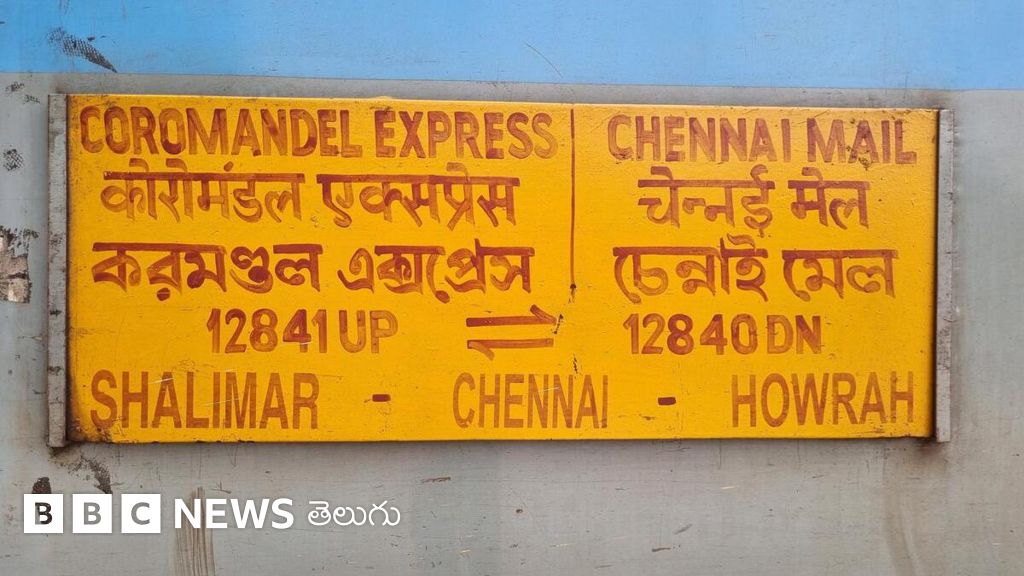 COROMANDEL EXPRESS
कोरोमंडल एक्सप्रेस
করমণ্ডল এক্সপ্রেস
12841 UP
CHENNAI MAIL
चेन्नई मेल
চেন্নাই মেল
12840 DN
SHALIMAR - CHENNAI - HOWRAH
BBC NEWS తెలుగు